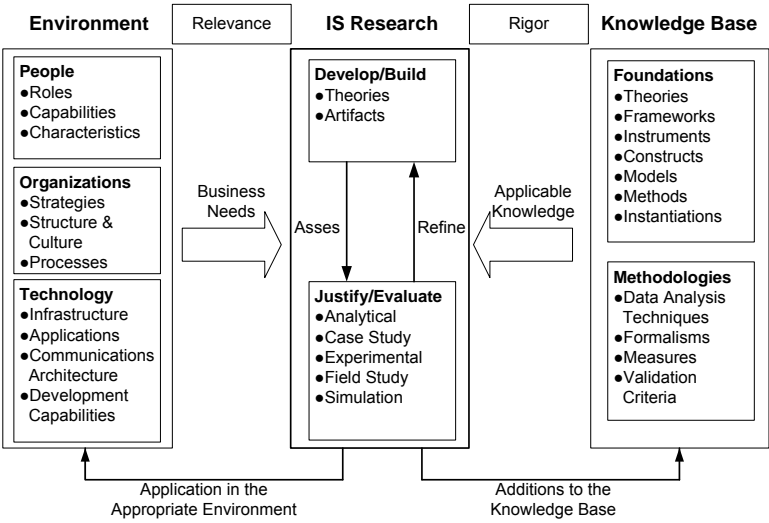 Environment
Relevance
IS Research
Rigor
Knowledge Base
People
●Roles
●Capabilities
●Characteristics
Organizations
●Strategies
●Structure &
Culture
●Processes
Technology
●Infrastructure
●Applications
●Communications
Architecture
●Development
Capabilities
Business
Needs
Develop/Build
●Theories
●Artifacts
Asses
Refine
Justify/Evaluate
●Analytical
●Case Study
●Experimental
●Field Study
●Simulation
Applicable
Knowledge
Foundations
●Theories
●Frameworks
●Instruments
●Constructs
●Models
●Methods
●Instantiations
Methodologies
●Data Analysis
Techniques
●Formalisms
●Measures
●Validation
Criteria
Application in the
Appropriate Environment
Additions to the
Knowledge Base